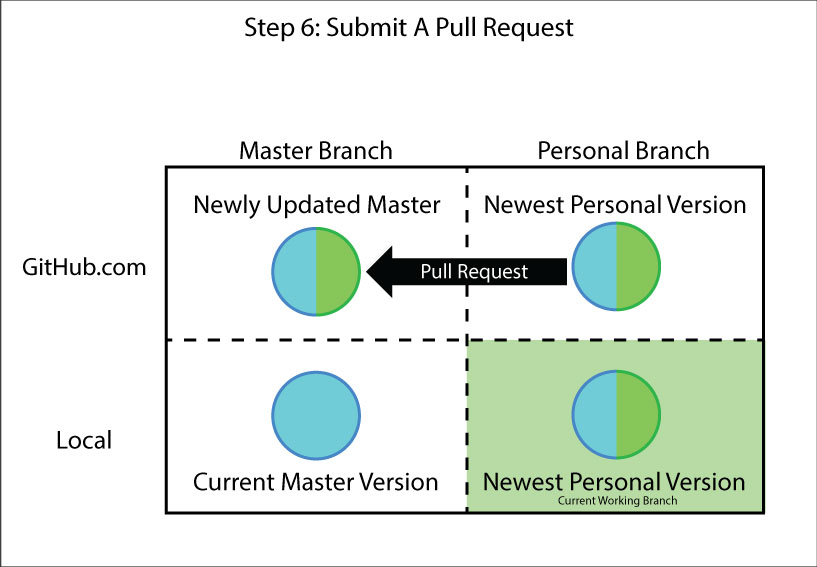 Step 6: Submit A Pull Request
Master Branch
Personal Branch
Newly Updated Master
Newest Personal Version
GitHub.com
Pull Request
Local
Current Master Version
Newest Personal Version
Current Working Branch